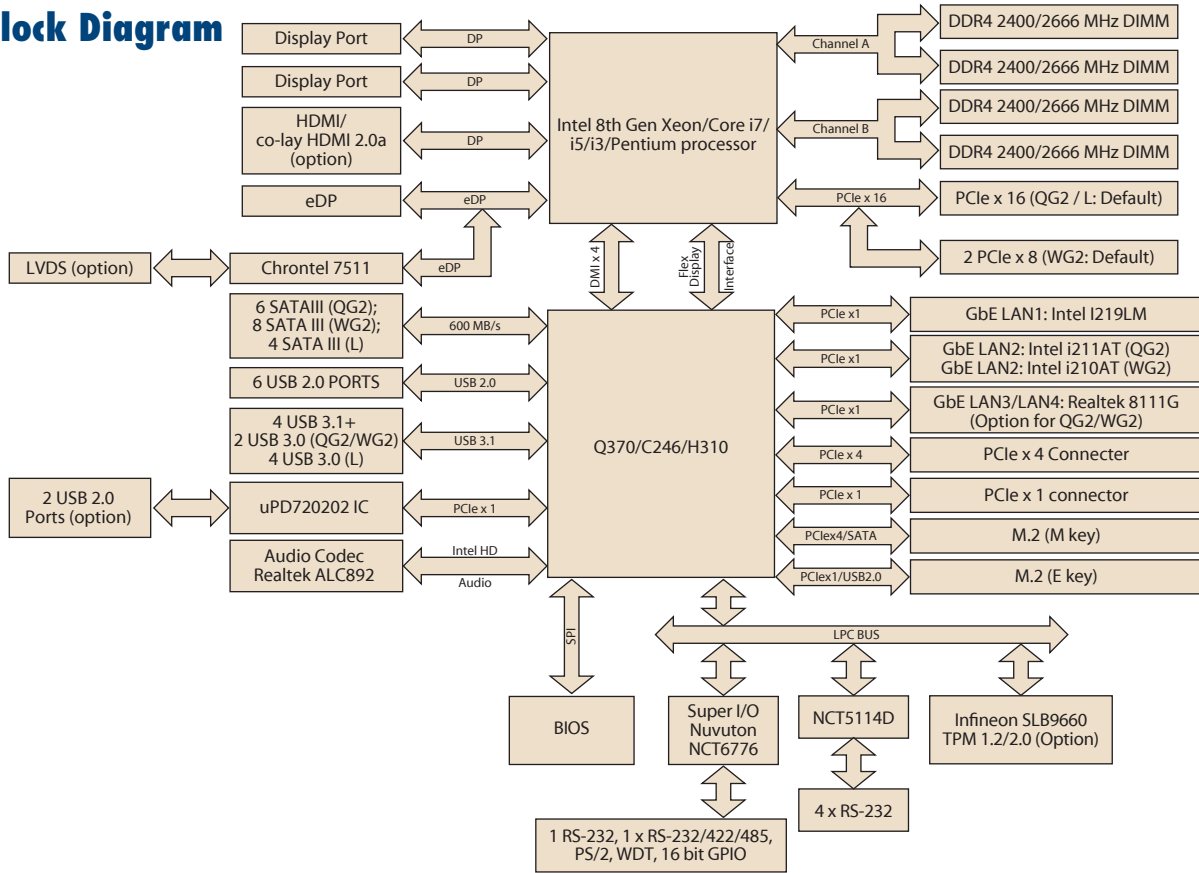 lock Diagram
Display Port
DP
Display Port
DP
HDMI/
co-lay HDMI 2.0a
(option)
DP
eDP
eDP
LVDS (option)
Chrontel 7511
eDP
Intel 8th Gen Xeon/Core i7/
i5/i3/Pentium processor
Channel A
DDR4 2400/2666 MHz DIMM
DDR4 2400/2666 MHz DIMM
Channel B
DDR4 2400/2666 MHz DIMM
DDR4 2400/2666 MHz DIMM
PCIe x 16
PCIe x 16 (QG2 / L: Default)
2 PCIe x 8 (WG2: Default)
DMI x 4
Flex
Display
Interface
6 SATAIII (QG2);
8 SATA III (WG2);
4 SATA III (L)
600 MB/s
6 USB 2.0 PORTS
USB 2.0
4 USB 3.1+
2 USB 3.0 (QG2/WG2)
4 USB 3.0 (L)
USB 3.1
2 USB 2.0
Ports (option)
uPD720202 IC
PCIe x 1
Audio Codec
Realtek ALC892
Intel HD
Audio
Q370/C246/H310
PCIe x1
GbE LAN1: Intel I219LM
PCIe x1
GbE LAN2: Intel i211AT (QG2)
GbE LAN2: Intel i210AT (WG2)
PCIe x1
GbE LAN3/LAN4: Realtek 8111G
(Option for QG2/WG2)
PCIe x 4
PCIe x 4 Connecter
PCIe x 1
PCIe x 1 connector
PCIex4/SATA
M.2 (M key)
PCIex1/USB2.0
M.2 (E key)
SPI
LPC BUS
BIOS
Super I/O
Nuvuton
NCT6776
NCT5114D
Infineon SLB9660
TPM 1.2/2.0 (Option)
4 x RS-232
1 RS-232, 1 x RS-232/422/485,
PS/2, WDT, 16 bit GPIO